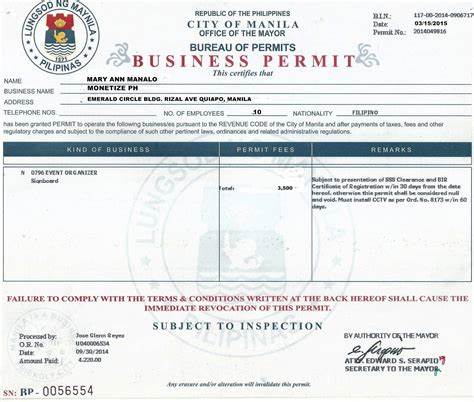 REPUBLIC OF THE PHILIPPINES
CITY OF MANILA
OFFICE OF THE MAYOR
BUREAU OF PERMITS
BUSINESS PERMIT
This certifies that
LUNGSOD NG MAYNILA
PILIPINAS
B.I.N.: 117-00-2014-0906717
Date: 03/15/2015
Permit No.: 2014049816
NAME MARY ANN MANALO
BUSINESS NAME MONETIZE PH
ADDRESS EMERALD CIRCLE BLDG. RIZAL AVE QUIAPO, MANILA
TELEPHONE NOS. NO. OF EMPLOYEES 10 NATIONALITY FILIPINO
has been granted PERMIT to operate the following business/es pursuant to the REVENUE CODE of the City of Manila and after payments of taxes, fees and other
regulatory charges and subject to the compliance of such other pertinent laws, ordinances and related administrative regulations.
KIND OF BUSINESS PERMIT FEES REMARKS
N 0796 EVENT ORGANIZER
Signboard
Total: 3,500
Subject to presentation of SSS Clearance and BIR
Certificate of Registration w/in 30 days from the date
hereof, otherwise this permit shall be considered null
and void. Must install CCTV as per Ord. No. 8173 w/in 60
days.
LUNGSOD NG MAYNILA
PILIPINAS
FAILURE TO COMPLY WITH THE TERMS & CONDITIONS WRITTEN AT THE BACK HEREOF SHALL CAUSE THE
IMMEDIATE REVOCATION OF THIS PERMIT.
SUBJECT TO INSPECTION
Processed by: Jose Glenn Reyes
O.R. No.: U040006534
Date: 09/30/2014
Amount Paid: 4,220.00
BY AUTHORITY OF THE MAYOR
ATTY. EDWARD S. SERAPIO
SECRETARY TO THE MAYOR
SN: BP- 0056554
Any erasure and/or alteration will invalidate this permit.